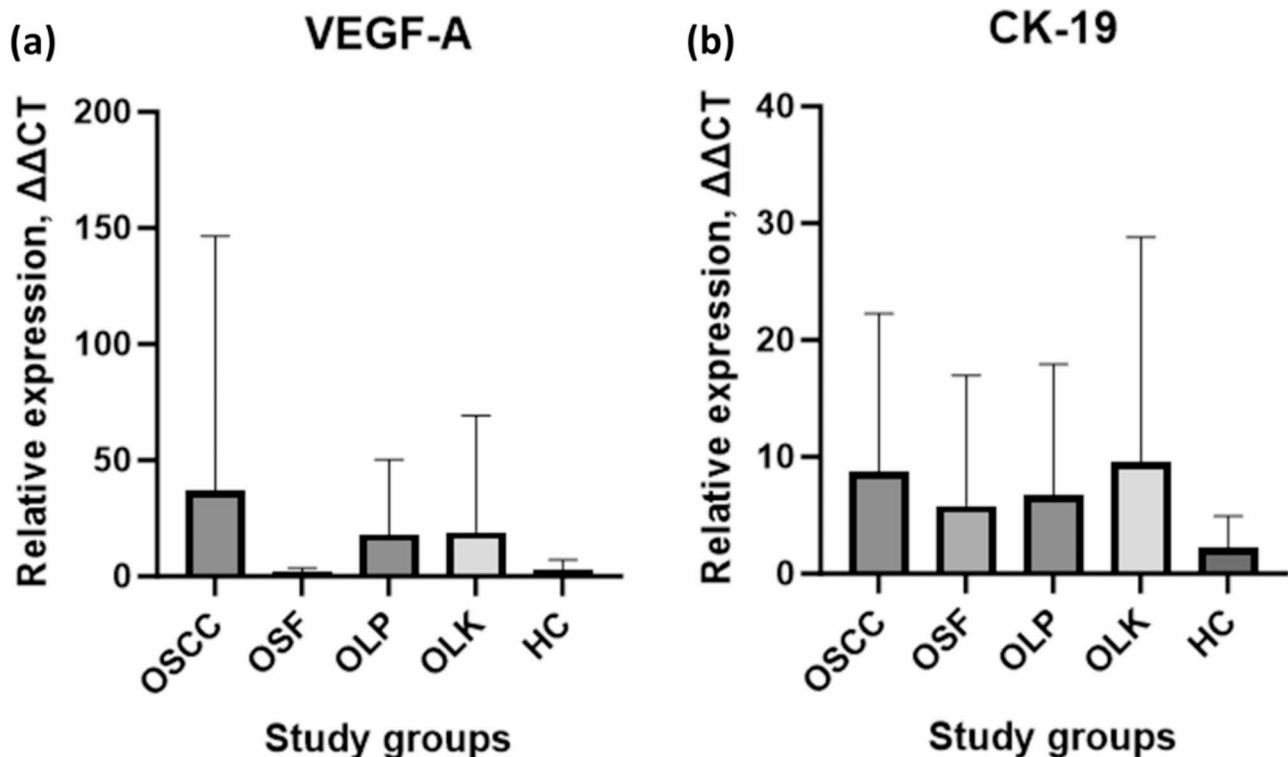 (a)
VEGF-A
Relative expression, ΔΔCT
200
150
100
50
0
OSCC
OSF
OLP
OLK
HC
Study groups
(b)
CK-19
Relative expression, ΔΔCT
40
30
20
10
0
OSCC
OSF
OLP
OLK
HC
Study groups